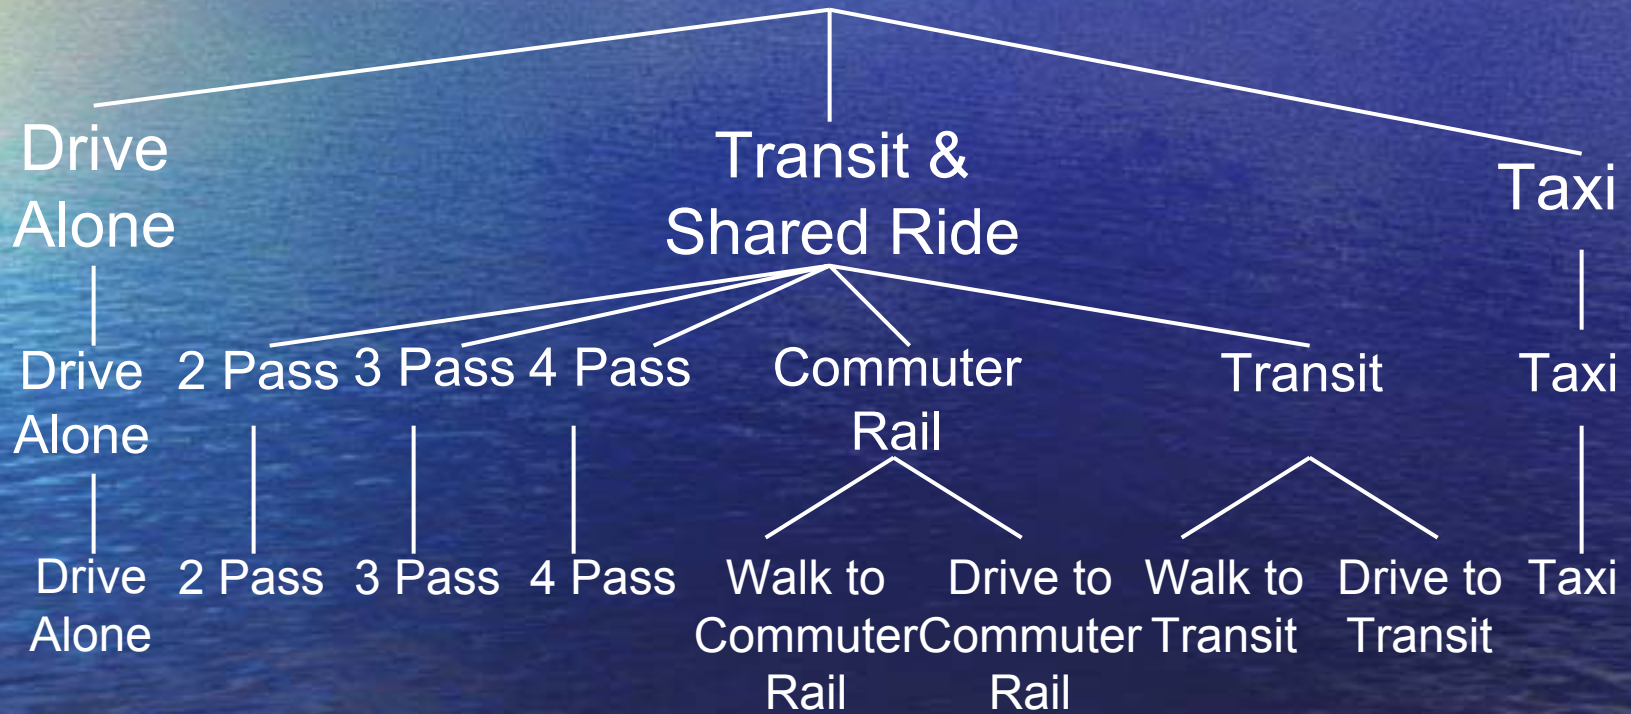 Drive
Alone
Transit &
Shared Ride
Taxi
Drive
Alone
2 Pass
3 Pass
4 Pass
Commuter
Rail
Transit
Taxi
Drive
Alone
2 Pass
3 Pass
4 Pass
Walk to
Commuter
Rail
Drive to
Commuter
Rail
Walk to
Transit
Drive to
Transit
Taxi